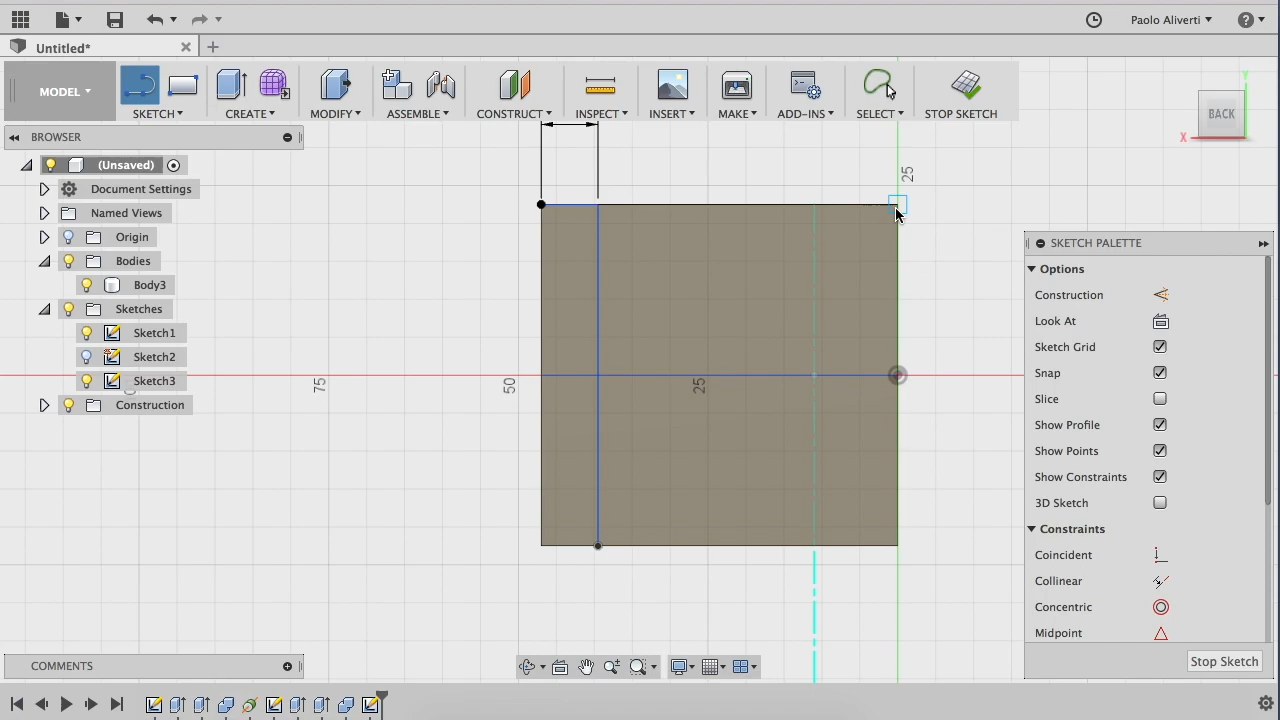 Paolo Aliverti
Untitled*
MODEL
SKETCH
CREATE
MODIFY
ASSEMBLE
CONSTRUCT
INSPECT
INSERT
MAKE
ADD-INS
SELECT
STOP SKETCH
BROWSER
(Unsaved)
Document Settings
Named Views
Origin
Bodies
Body3
Sketches
Sketch1
Sketch2
Sketch3
Construction
75
50
25
25
Y
X
BACK
SKETCH PALETTE
Options
Construction
Look At
Sketch Grid
Snap
Slice
Show Profile
Show Points
Show Constraints
3D Sketch
Constraints
Coincident
Collinear
Concentric
Midpoint
Stop Sketch
COMMENTS